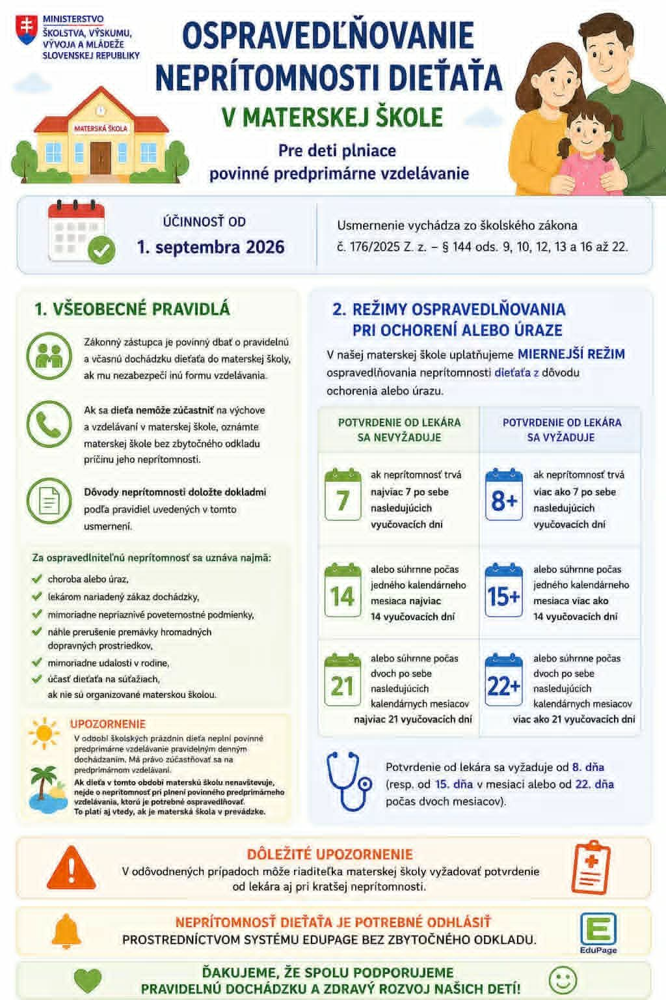 MINISTERSTVO
ŠKOLSTVA, VÝSKUMU,
VÝVOJA A MLÁDEŽE
SLOVENSKEJ REPUBLIKY
OSPRAVEDĽŇOVANIE
NEPRÍTOMNOSTI DIEŤAŤA
V MATERSKEJ ŠKOLE
Pre deti plniace
povinné predprimárne vzdelávanie
MATERSKÁ ŠKOLA
ÚČINNOSŤ OD
1. septembra 2026
Usmernenie vychádza zo školského zákona
č. 176/2025 Z. z. – § 144 ods. 9, 10, 12, 13 a 16 až 22.
1. VŠEOBECNÉ PRAVIDLÁ
Zákonný zástupca je povinný dbať o pravidelnú
a včasnú dochádzku dieťaťa do materskej školy,
ak mu nezabezpečí inú formu vzdelávania.
Ak sa dieťa nemôže zúčastniť na výchove
a vzdelávaní v materskej škole, oznámte
materskej škole bez zbytočného odkladu
príčinu jeho neprítomnosti.
Dôvody neprítomnosti doložte dokladmi
podľa pravidiel uvedených v tomto
usmernení.
Za ospravedlniteľnú neprítomnosť sa uznáva najmä:
choroba alebo úraz,
lekárom nariadený zákaz dochádzky,
mimoriadne nepriaznivé poveternostné podmienky,
náhle prerušenie premávky hromadných
dopravných prostriedkov,
mimoriadne udalosti v rodine,
účasť dieťaťa na súťažiach,
ak nie sú organizované materskou školou.
UPOZORNENIE
V období školských prázdnin dieťa neplní povinné
predprimárne vzdelávanie pravidelným denným
dochádzaním. Má právo zúčastňovať sa na
predprimárnom vzdelávaní.
Ak dieťa v tomto období materskú školu nenavštevuje,
nejde o neprítomnosť pri plnení povinného predprimárneho
vzdelávania, ktorú je potrebné ospravedlňovať.
To platí aj vtedy, ak je materská škola v prevádzke.
2. REŽIMY OSPRAVEDLŇOVANIA
PRI OCHORENÍ ALEBO ÚRAZE
V našej materskej škole uplatňujeme MIERNEJŠÍ REŽIM
ospravedlňovania neprítomnosti dieťaťa z dôvodu
ochorenia alebo úrazu.
POTVRDENIE OD LEKÁRA
SA NEVYŽADUJE
POTVRDENIE OD LEKÁRA
SA VYŽADUJE
7
ak neprítomnosť trvá
najviac 7 po sebe
nasledujúcich
vyučovacích dní
8+
ak neprítomnosť trvá
viac ako 7 po sebe
nasledujúcich
vyučovacích dní
14
alebo súhrnne počas
jedného kalendárneho
mesiaca najviac
14 vyučovacích dní
15+
alebo súhrnne počas
jedného kalendárneho
mesiaca viac ako
14 vyučovacích dní
21
alebo súhrnne počas
dvoch po sebe
nasledujúcich
kalendárnych mesiacov
najviac 21 vyučovacích dní
22+
alebo súhrnne počas
dvoch po sebe
nasledujúcich
kalendárnych mesiacov
viac ako 21 vyučovacích dní
Potvrdenie od lekára sa vyžaduje od 8. dňa
(resp. od 15. dňa v mesiaci alebo od 22. dňa
počas dvoch mesiacov).
DÔLEŽITÉ UPOZORNENIE
V odôvodnených prípadoch môže riaditeľka materskej školy vyžadovať potvrdenie
od lekára aj pri kratšej neprítomnosti.
NEPRÍTOMNOSŤ DIEŤAŤA JE POTREBNÉ ODHLÁSIŤ
PROSTREDNÍCTVOM SYSTÉMU EDUPAGE BEZ ZBYTOČNÉHO ODKLADU.
EduPage
ĎAKUJEME, ŽE SPOLU PODPORUJEME
PRAVIDELNÚ DOCHÁDZKU A ZDRAVÝ ROZVOJ NAŠICH DETÍ!